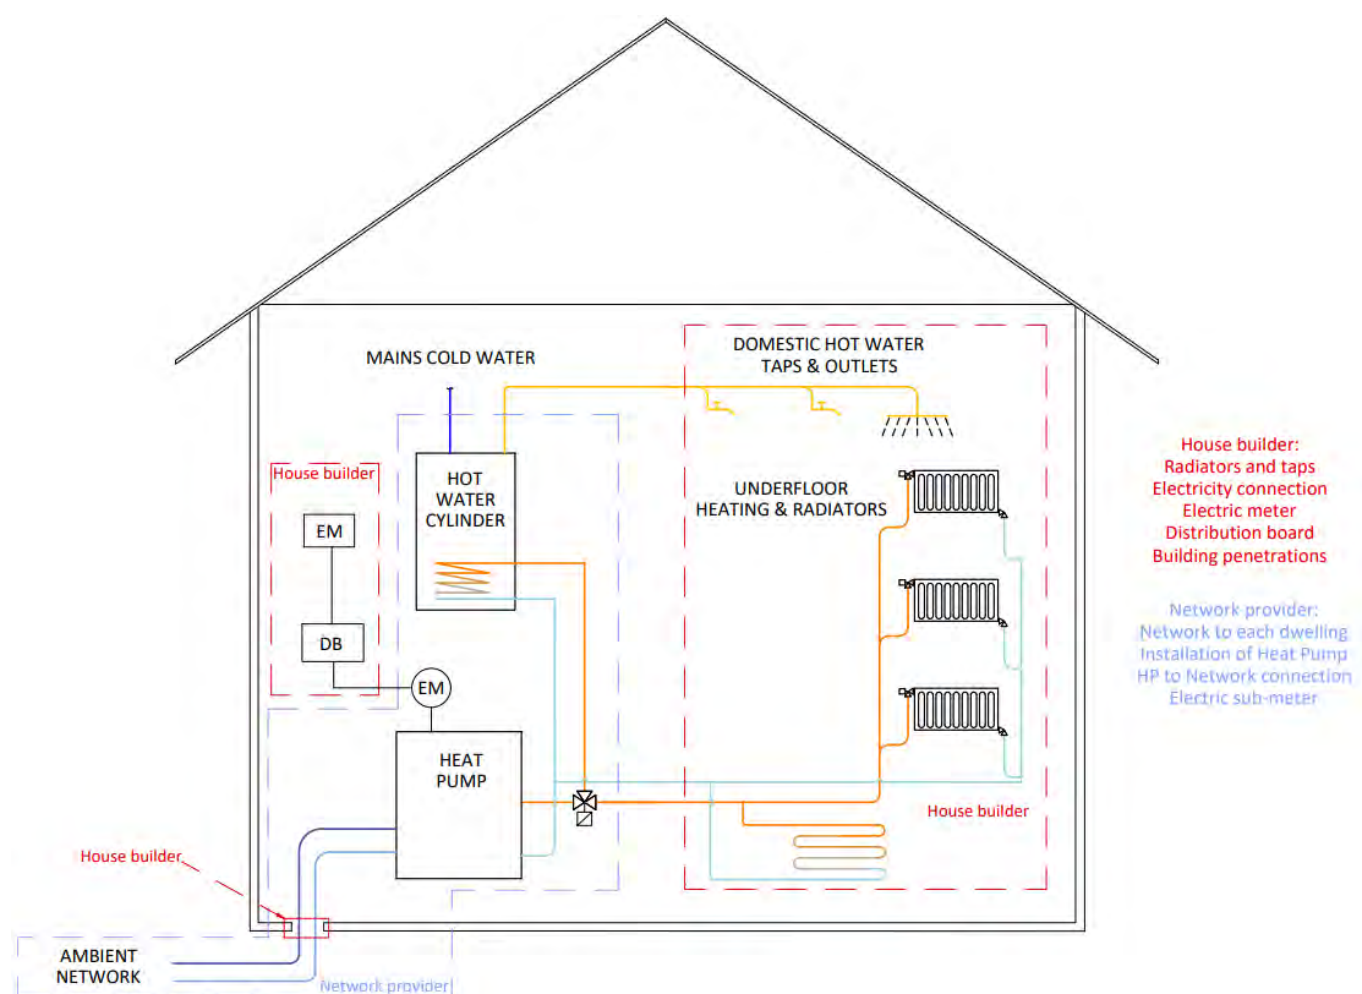 MAINS COLD WATER
DOMESTIC HOT WATER
TAPS & OUTLETS
House builder
HOT
WATER
CYLINDER
UNDERFLOOR
HEATING & RADIATORS
EM
DB
EM
HEAT
PUMP
House builder
House builder
AMBIENT
NETWORK
Network provider
House builder:
Radiators and taps
Electricity connection
Electric meter
Distribution board
Building penetrations
Network provider:
Network to each dwelling
Installation of Heat Pump
HP to Network connection
Electric sub-meter